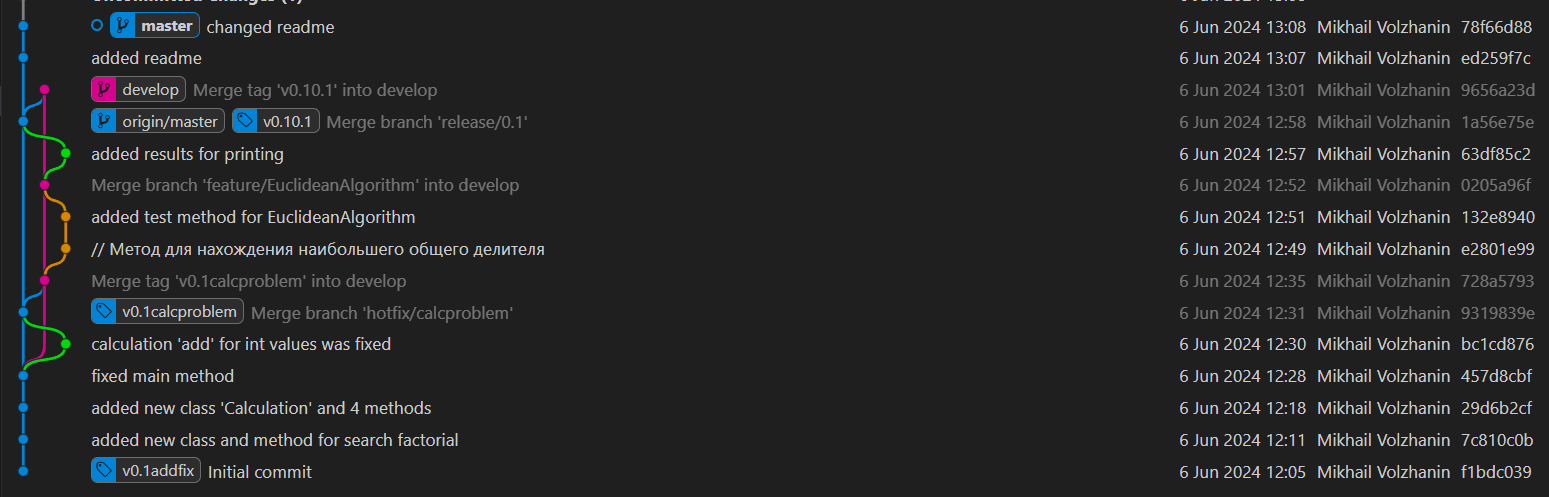 master changed readme 6 Jun 2024 13:08 Mikhail Volzhanin 78f66d88
added readme 6 Jun 2024 13:07 Mikhail Volzhanin ed259f7c
develop Merge tag 'v0.10.1' into develop 6 Jun 2024 13:01 Mikhail Volzhanin 9656a23d
origin/master v0.10.1 Merge branch 'release/0.1' 6 Jun 2024 12:58 Mikhail Volzhanin 1a56e75e
added results for printing 6 Jun 2024 12:57 Mikhail Volzhanin 63df85c2
Merge branch 'feature/EuclideanAlgorithm' into develop 6 Jun 2024 12:52 Mikhail Volzhanin 0205a96f
added test method for EuclideanAlgorithm 6 Jun 2024 12:51 Mikhail Volzhanin 132e8940
// Метод для нахождения наибольшего общего делителя 6 Jun 2024 12:49 Mikhail Volzhanin e2801e99
Merge tag 'v0.1calcproblem' into develop 6 Jun 2024 12:35 Mikhail Volzhanin 728a5793
v0.1calcproblem Merge branch 'hotfix/calcproblem' 6 Jun 2024 12:31 Mikhail Volzhanin 9319839e
calculation 'add' for int values was fixed 6 Jun 2024 12:30 Mikhail Volzhanin bc1cd876
fixed main method 6 Jun 2024 12:28 Mikhail Volzhanin 457d8cbf
added new class 'Calculation' and 4 methods 6 Jun 2024 12:18 Mikhail Volzhanin 29d6b2cf
added new class and method for search factorial 6 Jun 2024 12:11 Mikhail Volzhanin 7c810c0b
v0.1addfix Initial commit 6 Jun 2024 12:05 Mikhail Volzhanin f1bdc039